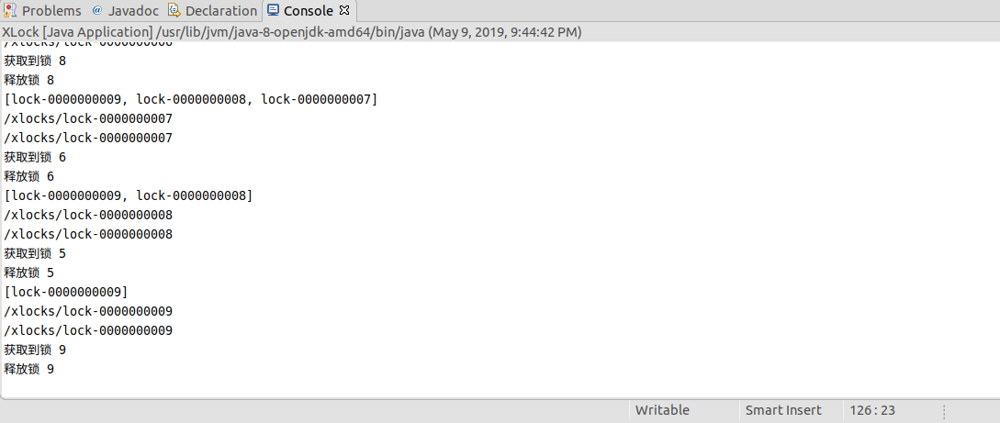 Problems @ Javadoc Declaration Console
XLock [Java Application] /usr/lib/jvm/java-8-openjdk-amd64/bin/java (May 9, 2019, 9:44:42 PM)
/xlocks/lock-0000000006
获取到锁 8
释放锁 8
[lock-0000000009, lock-0000000008, lock-0000000007]
/xlocks/lock-0000000007
/xlocks/lock-0000000007
获取到锁 6
释放锁 6
[lock-0000000009, lock-0000000008]
/xlocks/lock-0000000008
/xlocks/lock-0000000008
获取到锁 5
释放锁 5
[lock-0000000009]
/xlocks/lock-0000000009
/xlocks/lock-0000000009
获取到锁 9
释放锁 9
Writable Smart Insert 126 : 23